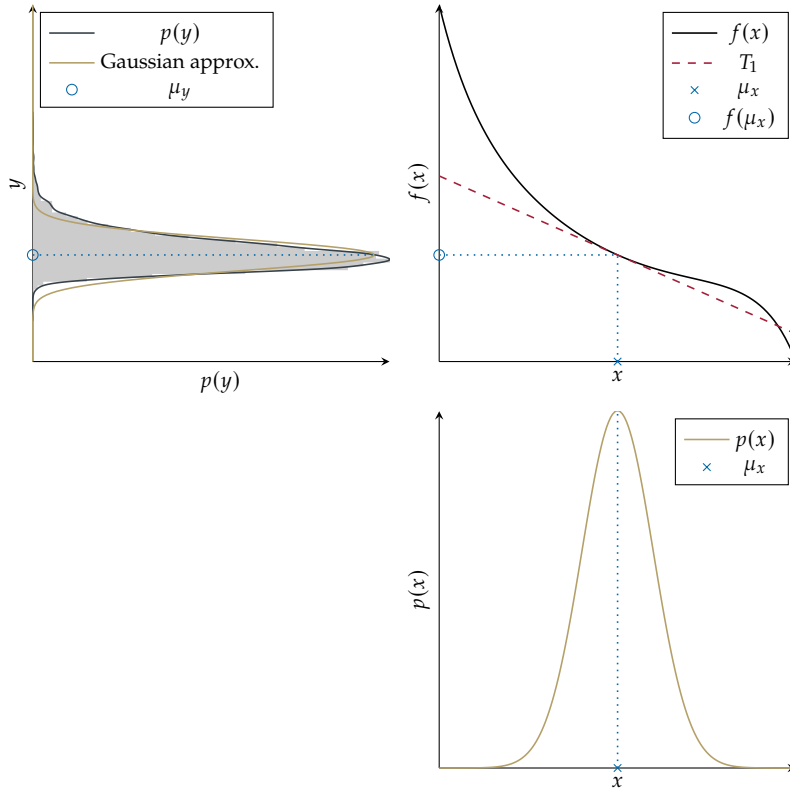 p(y)
Gaussian approx.
μ_y
y
p(y)
f(x)
T_1
μ_x
f(μ_x)
f(x)
x
p(x)
μ_x
p(x)
x